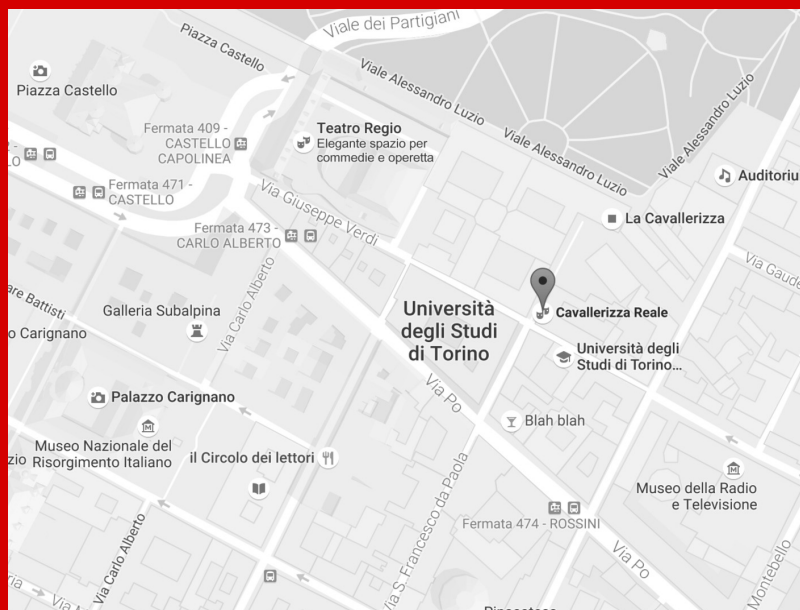 Viale dei Partigiani
Piazza Castello
Viale Alessandro Luzio
Viale Alessandro Luzio
Viale Alessandro Luzio
Piazza Castello
Fermata 409 -
CASTELLO
CAPOLINEA
Teatro Regio
Elegante spazio per
commedie e operetta
LO
Auditoriu
Fermata 471 -
CASTELLO
Via Giuseppe Verdi
La Cavallerizza
Fermata 473 -
CARLO ALBERTO
Via Gaude
are Battisti
Via Carlo Alberto
Galleria Subalpina
Università
degli Studi
di Torino
Cavallerizza Reale
o Carignano
Università degli
Studi di Torino...
Via Po
Palazzo Carignano
Blah blah
Museo Nazionale del
Risorgimento Italiano
zio
il Circolo dei lettori
Museo della Radio
e Televisione
Via S. Francesco da Paola
Fermata 474 - ROSSINI
Via Carlo Alberto
Via Po
Montebello
ria
Via